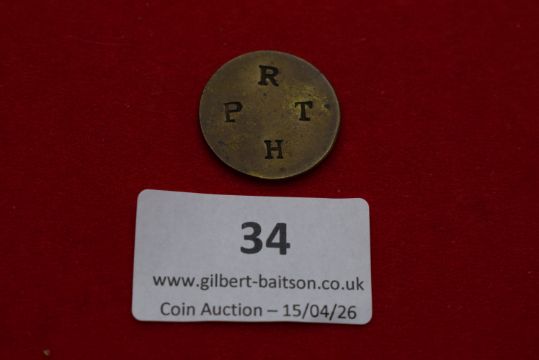 R
P T
H
34
www.gilbert-baitson.co.uk
Coin Auction – 15/04/26